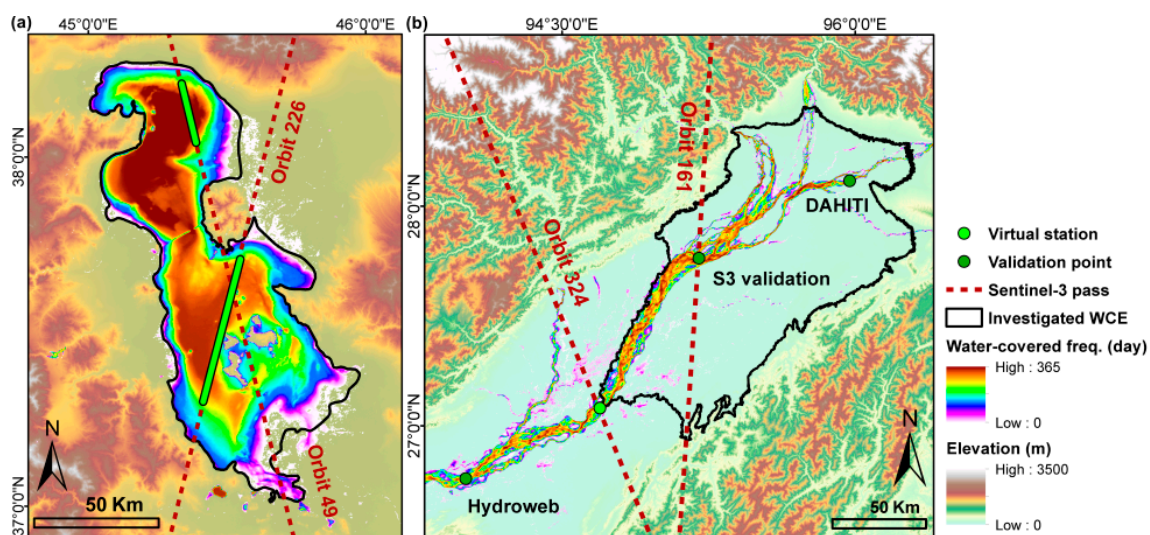 (a)
45°0'0"E
46°0'0"E
38°0'0"N
37°0'0"N
Orbit 226
Orbit 49
N
50 Km
(b)
94°30'0"E
96°0'0"E
28°0'0"N
27°0'0"N
Orbit 161
Orbit 324
DAHITI
S3 validation
Hydroweb
N
50 Km
Virtual station
Validation point
Sentinel-3 pass
Investigated WCE
Water-covered freq. (day)
High : 365
Low : 0
Elevation (m)
High : 3500
Low : 0